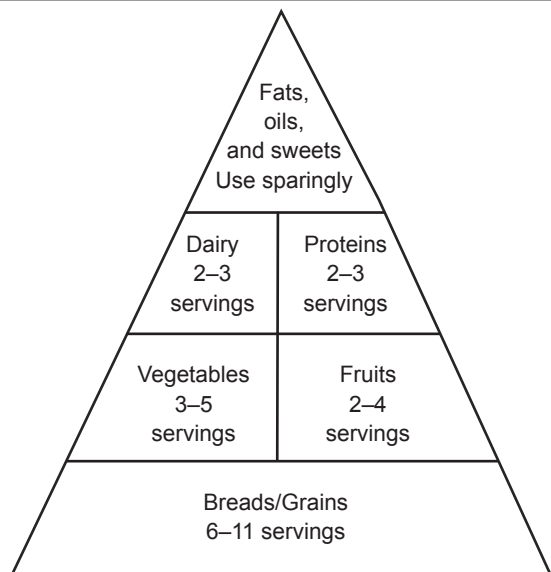 Fats,
oils,
and sweets
Use sparingly
Dairy
2–3
servings
Proteins
2–3
servings
Vegetables
3–5
servings
Fruits
2–4
servings
Breads/Grains
6–11 servings